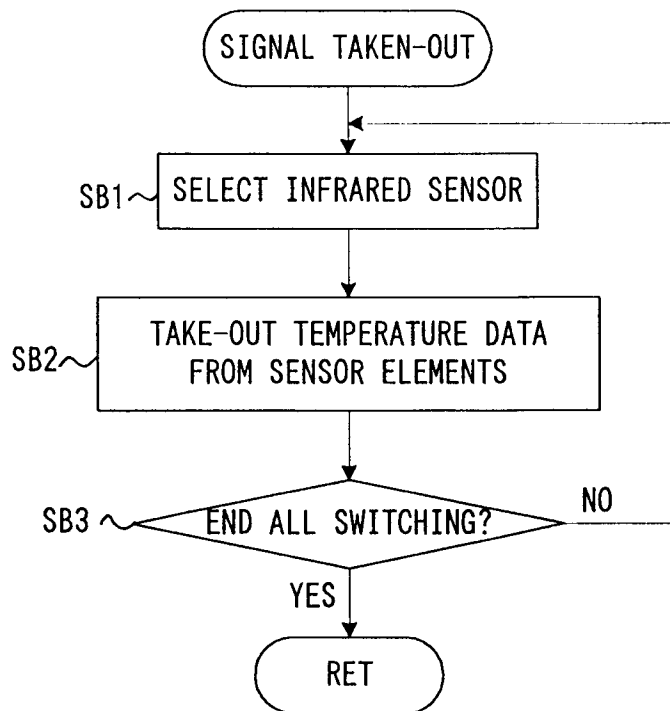 SIGNAL TAKEN-OUT
SB1
SELECT INFRARED SENSOR
SB2
TAKE-OUT TEMPERATURE DATA
FROM SENSOR ELEMENTS
SB3
END ALL SWITCHING?
NO
YES
RET